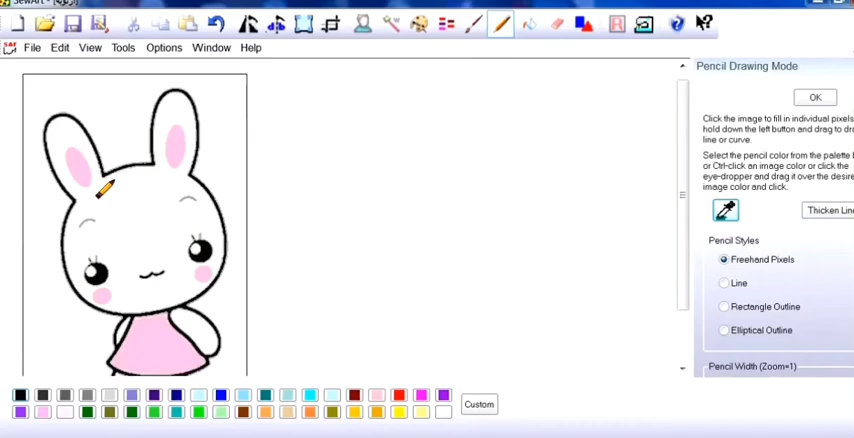 SewArt -
File Edit View Tools Options Window Help
Pencil Drawing Mode
OK
Click the image to fill in individual pixels
hold down the left button and drag to
line or curve.
Select the pencil color from the palette
or Ctrl-click an image color or click the
eye-dropper and drag it over the
image color and click.
Thicken
Pencil Styles
Freehand Pixels
Line
Rectangle Outline
Elliptical Outline
Pencil Width (Zoom=1)
Custom